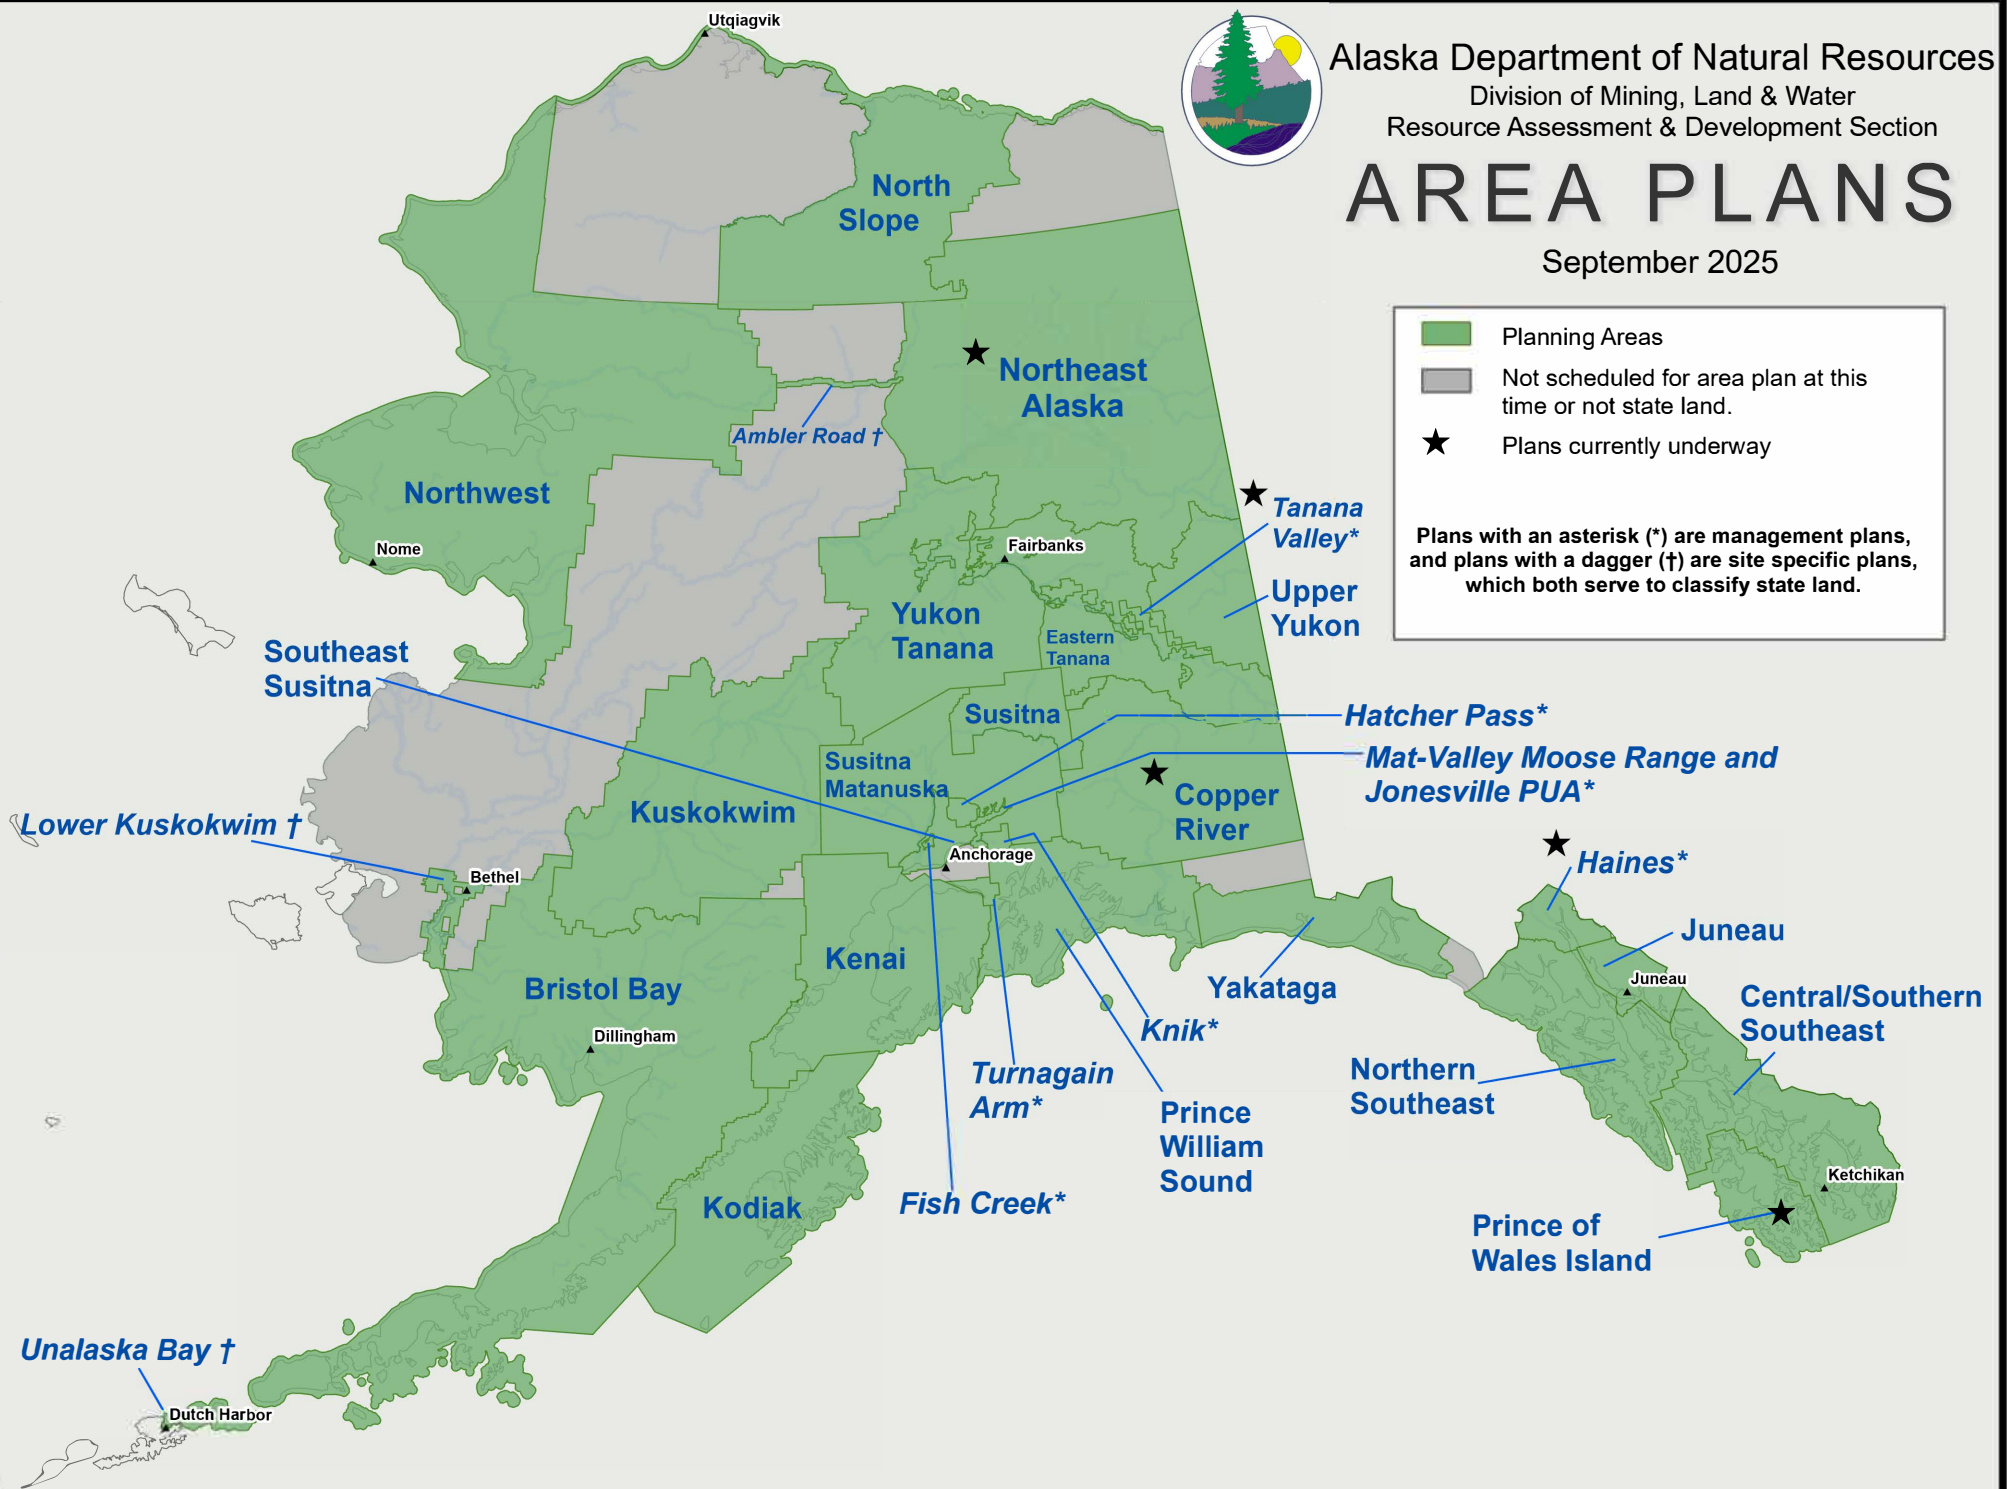 Utqiagvik
Alaska Department of Natural Resources
Division of Mining, Land & Water
Resource Assessment & Development Section
AREA PLANS
September 2025
Planning Areas
Not scheduled for area plan at this
time or not state land.
Plans currently underway
Plans with an asterisk (*) are management plans,
and plans with a dagger (†) are site specific plans,
which both serve to classify state land.
North
Slope
Northeast
Alaska
Ambler Road †
Northwest
Nome
Tanana
Valley*
Fairbanks
Upper
Yukon
Yukon
Tanana
Eastern
Tanana
Southeast
Susitna
Susitna
Hatcher Pass*
Mat-Valley Moose Range and
Jonesville PUA*
Susitna
Matanuska
Kuskokwim
Copper
River
Lower Kuskokwim †
Anchorage
Bethel
Haines*
Juneau
Juneau
Kenai
Bristol Bay
Yakataga
Central/Southern
Southeast
Knik*
Dillingham
Turnagain
Arm*
Northern
Southeast
Prince
William
Sound
Ketchikan
Fish Creek*
Kodiak
Prince of
Wales Island
Unalaska Bay †
Dutch Harbor